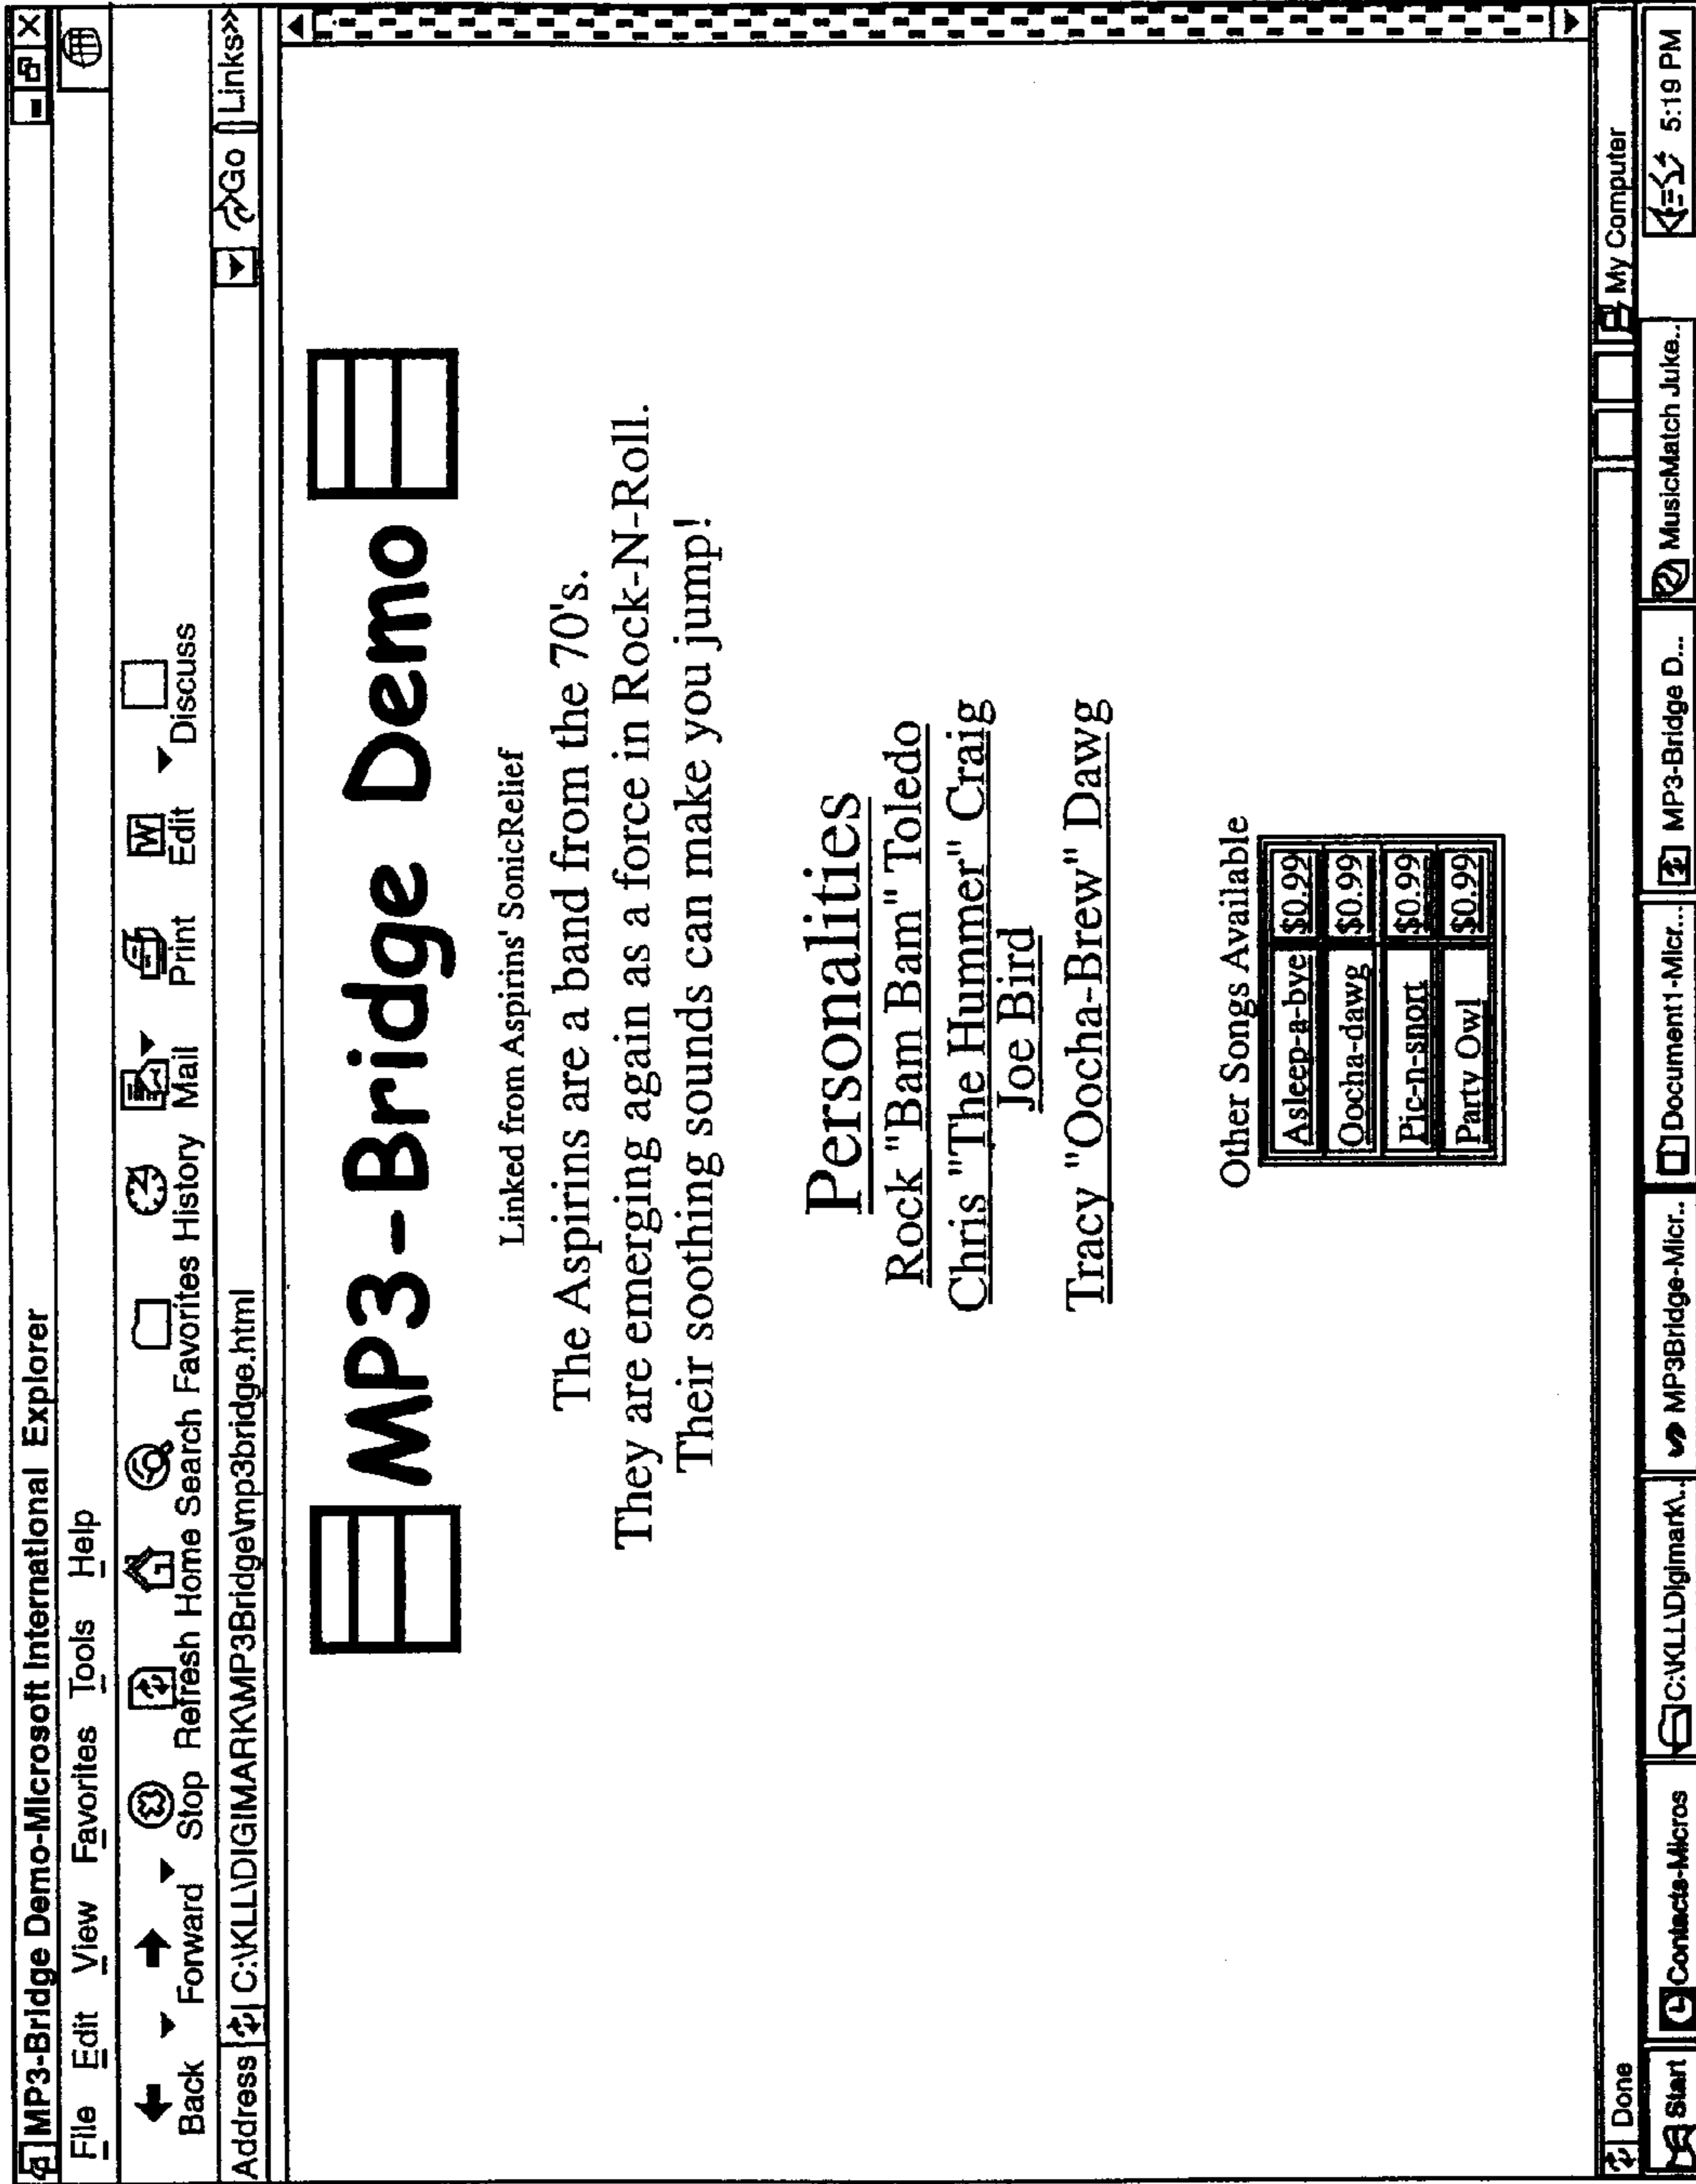 MP3-Bridge Demo-Microsoft International Explorer
File Edit View Favorites Tools Help
Back Forward Stop Refresh Home Search Favorites History Mail Print Edit Discuss
Address C:\KLL\DIGIMARK\MP3Bridge\mp3bridge.html Go Links»
MP3-Bridge Demo
Linked from Aspirins' SonicRelief
The Aspirins are a band from the 70's.
They are emerging again as a force in Rock-N-Roll.
Their soothing sounds can make you jump!
Personalities
Rock "Bam Bam" Toledo
Chris "The Hummer" Craig
Joe Bird
Tracy "Oocha-Brew" Dawg
Other Songs Available
Asleep-a-bye $0.99
Oocha-dawg $0.99
Pic-n-snort $0.99
Party Owl $0.99
Done My Computer
Start Contacts-Micros C:\KLL\Digimark\.. MP3Bridge-Micr.. Document1-Micr... MP3-Bridge D... MusicMatch Juke.. 5:19 PM